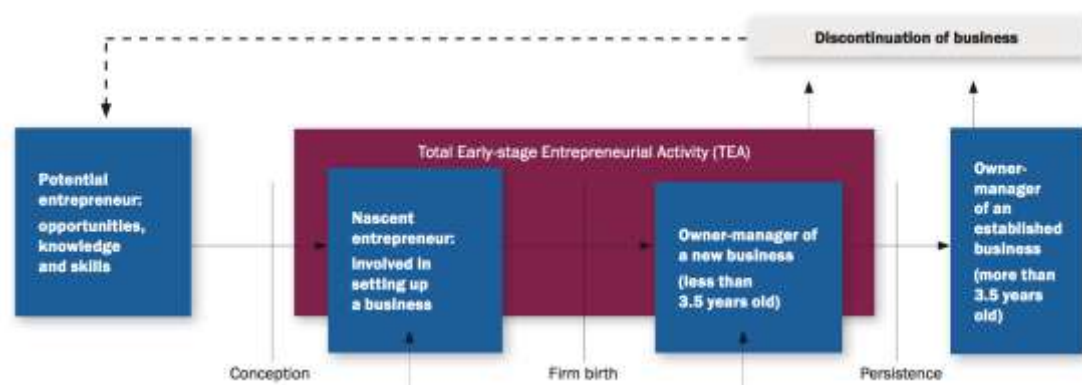 Discontinuation of business
Total Early-stage Entrepreneurial Activity (TEA)
Potential
entrepreneur:
opportunities,
knowledge
and skills
Nascent
entrepreneur:
Involved in
setting up
a business
Owner-manager of
a new business
(less than
3.5 years old)
Owner-
manager
of an
established
business
(more than
3.5 years
old)
Conception
Firm birth
Persistence